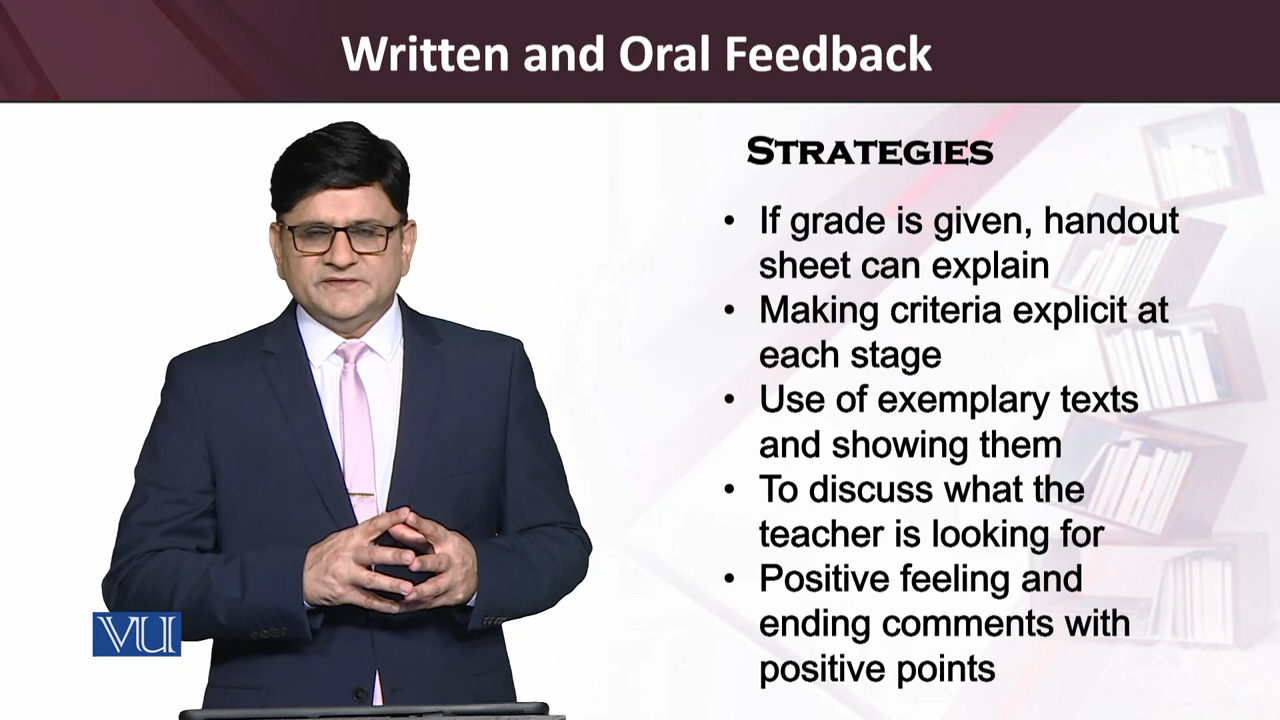 Written and Oral Feedback
STRATEGIES
• If grade is given, handout
sheet can explain
• Making criteria explicit at
each stage
• Use of exemplary texts
and showing them
• To discuss what the
teacher is looking for
• Positive feeling and
ending comments with
positive points
VU